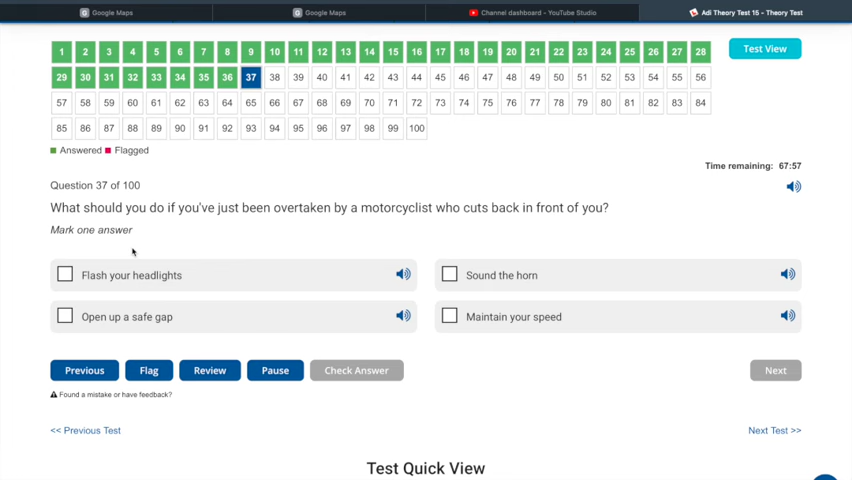 Google Maps Google Maps Channel dashboard - YouTube Studio Adi Theory Test 15 - Theory Test
1 2 3 4 5 6 7 8 9 10 11 12 13 14 15 16 17 18 19 20 21 22 23 24 25 26 27 28
Test View
29 30 31 32 33 34 35 36 37 38 39 40 41 42 43 44 45 46 47 48 49 50 51 52 53 54 55 56
57 58 59 60 61 62 63 64 65 66 67 68 69 70 71 72 73 74 75 76 77 78 79 80 81 82 83 84
85 86 87 88 89 90 91 92 93 94 95 96 97 98 99 100
Answered Flagged
Time remaining: 67:57
Question 37 of 100
What should you do if you've just been overtaken by a motorcyclist who cuts back in front of you?
Mark one answer
Flash your headlights Sound the horn
Open up a safe gap Maintain your speed
Previous Flag Review Pause Check Answer Next
Found a mistake or have feedback?
<< Previous Test Next Test >>
Test Quick View